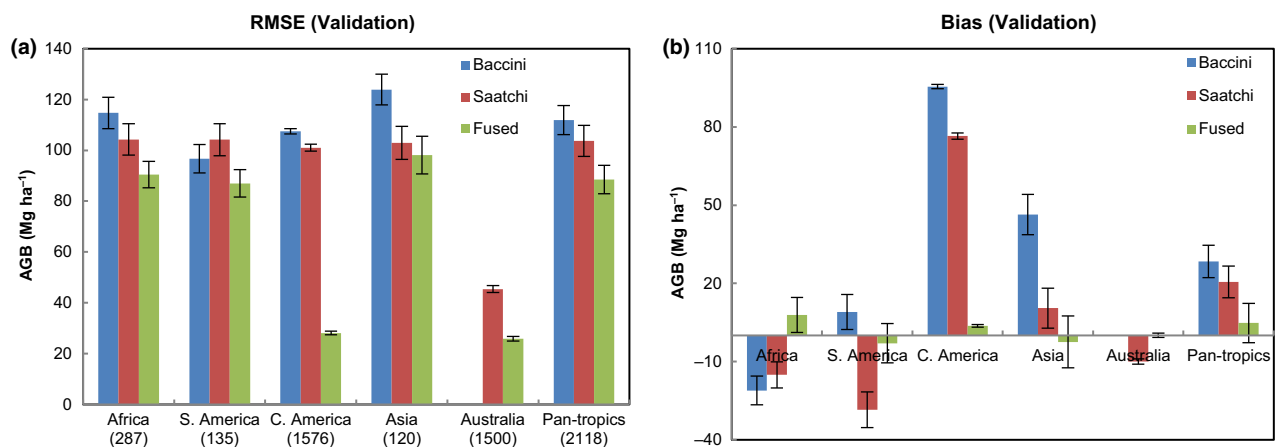 RMSE (Validation)
(a)
140
120
100
80
60
40
20
0
AGB (Mg ha⁻¹)
Baccini
Saatchi
Fused
Africa
(287)
S. America
(135)
C. America
(1576)
Asia
(120)
Australia
(1500)
Pan-tropics
(2118)
Bias (Validation)
(b)
110
80
50
20
−10
−40
AGB (Mg ha⁻¹)
Baccini
Saatchi
Fused
Africa
S. America
C. America
Asia
Australia
Pan-tropics